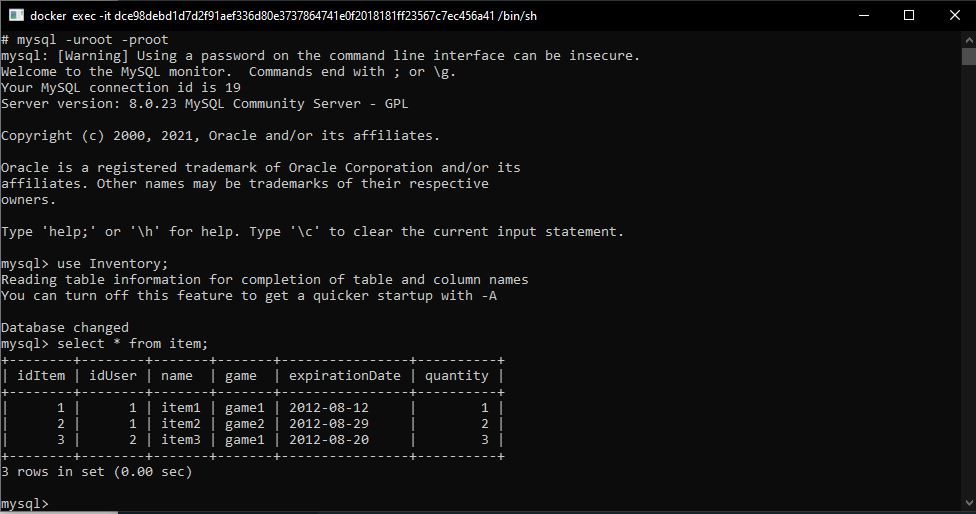 docker exec -it dce98debd1d7d2f91aef336d80e3737864741e0f2018181ff23567c7ec456a41 /bin/sh
# mysql -uroot -proot
mysql: [Warning] Using a password on the command line interface can be insecure.
Welcome to the MySQL monitor.  Commands end with ; or \g.
Your MySQL connection id is 19
Server version: 8.0.23 MySQL Community Server - GPL

Copyright (c) 2000, 2021, Oracle and/or its affiliates.

Oracle is a registered trademark of Oracle Corporation and/or its
affiliates. Other names may be trademarks of their respective
owners.

Type 'help;' or '\h' for help. Type '\c' to clear the current input statement.

mysql> use Inventory;
Reading table information for completion of table and column names
You can turn off this feature to get a quicker startup with -A

Database changed
mysql> select * from item;
+--------+--------+-------+-------+----------------+----------+
| idItem | idUser | name  | game  | expirationDate | quantity |
+--------+--------+-------+-------+----------------+----------+
|      1 |      1 | item1 | game1 | 2012-08-12     |        1 |
|      2 |      1 | item2 | game2 | 2012-08-29     |        2 |
|      3 |      2 | item3 | game1 | 2012-08-20     |        3 |
+--------+--------+-------+-------+----------------+----------+
3 rows in set (0.00 sec)

mysql>